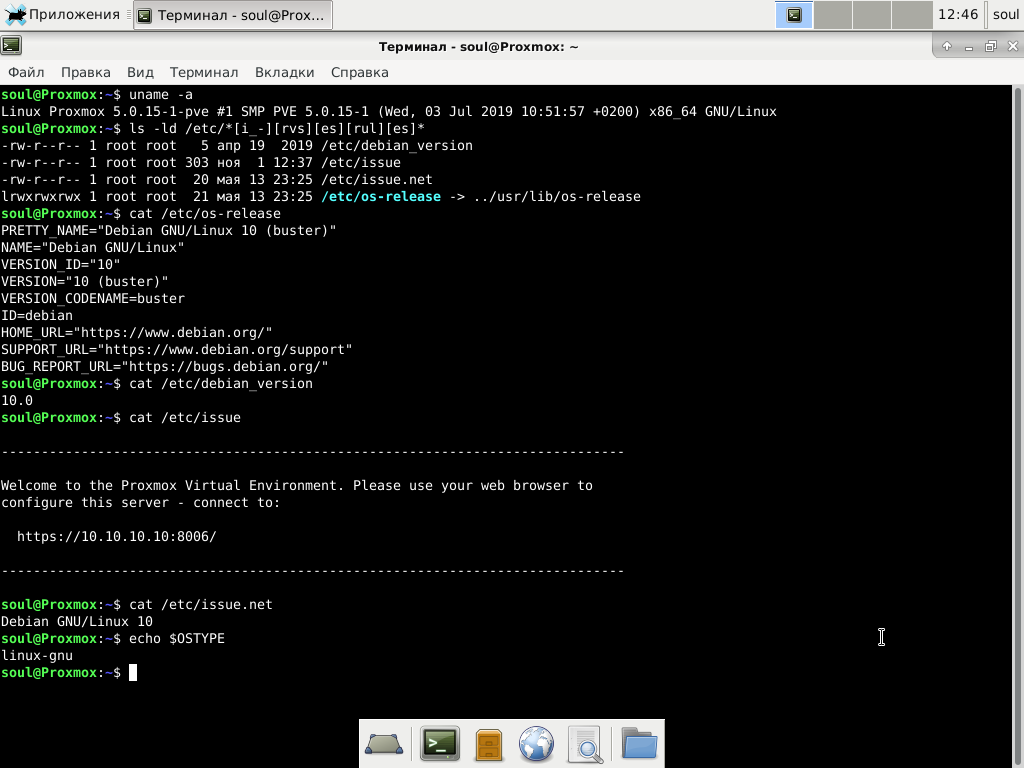 Приложения
Терминал - soul@Prox...
12:46
soul
Терминал - soul@Proxmox: ~
Файл Правка Вид Терминал Вкладки Справка
soul@Proxmox:~$ uname -a
Linux Proxmox 5.0.15-1-pve #1 SMP PVE 5.0.15-1 (Wed, 03 Jul 2019 10:51:57 +0200) x86_64 GNU/Linux
soul@Proxmox:~$ ls -ld /etc/*[i_-][rvs][es][rul][es]*
-rw-r--r-- 1 root root   5 апр 19  2019 /etc/debian_version
-rw-r--r-- 1 root root 303 ноя  1 12:37 /etc/issue
-rw-r--r-- 1 root root  20 мая 13 23:25 /etc/issue.net
lrwxrwxrwx 1 root root  21 мая 13 23:25 /etc/os-release -> ../usr/lib/os-release
soul@Proxmox:~$ cat /etc/os-release
PRETTY_NAME="Debian GNU/Linux 10 (buster)"
NAME="Debian GNU/Linux"
VERSION_ID="10"
VERSION="10 (buster)"
VERSION_CODENAME=buster
ID=debian
HOME_URL="https://www.debian.org/"
SUPPORT_URL="https://www.debian.org/support"
BUG_REPORT_URL="https://bugs.debian.org/"
soul@Proxmox:~$ cat /etc/debian_version
10.0
soul@Proxmox:~$ cat /etc/issue
------------------------------------------------------------------------------
Welcome to the Proxmox Virtual Environment. Please use your web browser to
configure this server - connect to:
  https://10.10.10.10:8006/
------------------------------------------------------------------------------
soul@Proxmox:~$ cat /etc/issue.net
Debian GNU/Linux 10
soul@Proxmox:~$ echo $OSTYPE
linux-gnu
soul@Proxmox:~$